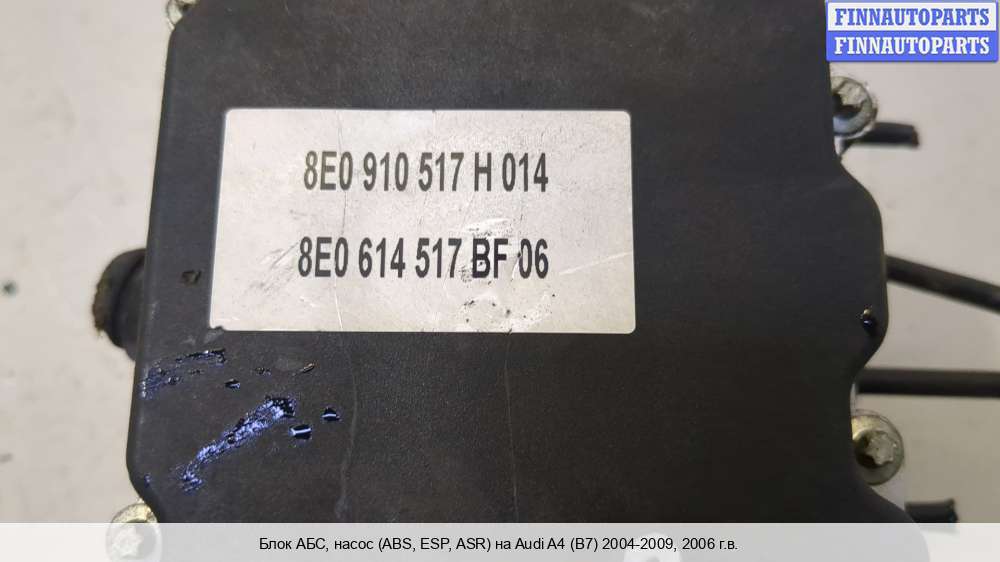 FINNAUTOPARTS
FINNAUTOPARTS
8E0 910 517 H 014
8E0 614 517 BF 06
Блок АБС, насос (ABS, ESP, ASR) на Audi A4 (B7) 2004-2009, 2006 г.в.